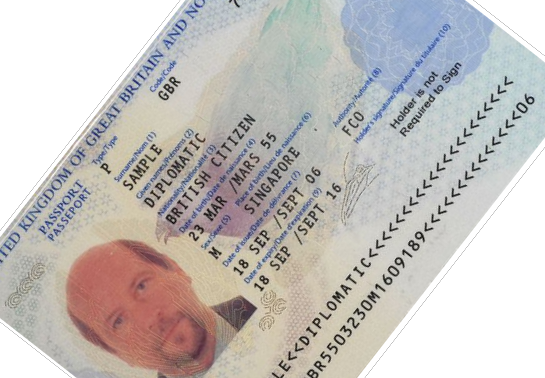 TED KINGDOM OF GREAT BRITAIN AND NO
PASSPORT
PASSEPORT
Type/Type
P
Code/Code
GBR
7
Surname/Nom (1)
SAMPLE
Given names/Prénoms (2)
DIPLOMATIC
Nationality/Nationalité (3)
BRITISH CITIZEN
Date of birth/Date de naissance (4)
23 MAR /MARS 55
Sex/Sexe (5)
M
Place of birth/Lieu de naissance (6)
SINGAPORE
Date of issue/Date de délivrance (7)
18 SEP /SEPT 06
Authority/Autorité (8)
FCO
Date of expiry/Date d'expiration (9)
18 SEP /SEPT 16
Holder's signature/Signature du titulaire (10)
Holder is not
Required to Sign
LE<<DIPLOMATIC<<<<<<<<<<<<<<<<<<
BR5503230M1609189<<<<<<<<<<<<<<06